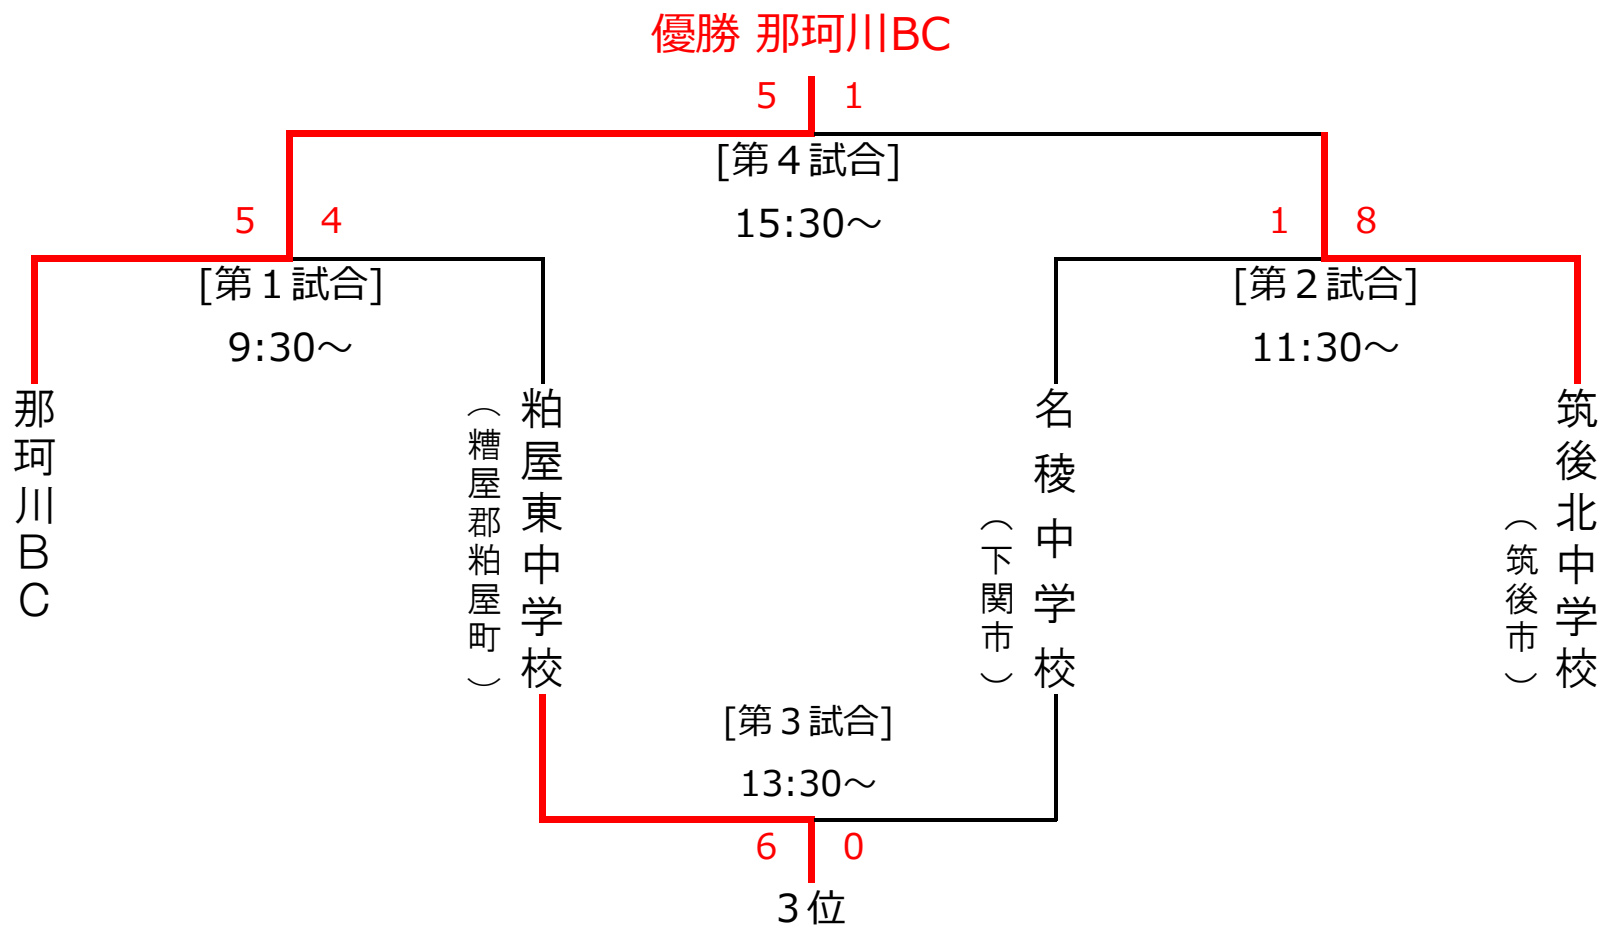 優勝 那珂川BC
5 1
[第４試合]
15:30～
5 4
[第１試合]
9:30～
1 8
[第２試合]
11:30～
那珂川ＢＣ
粕屋東中学校
（糟屋郡粕屋町）
名稜中学校
（下関市）
筑後北中学校
（筑後市）
[第３試合]
13:30～
6 0
３位